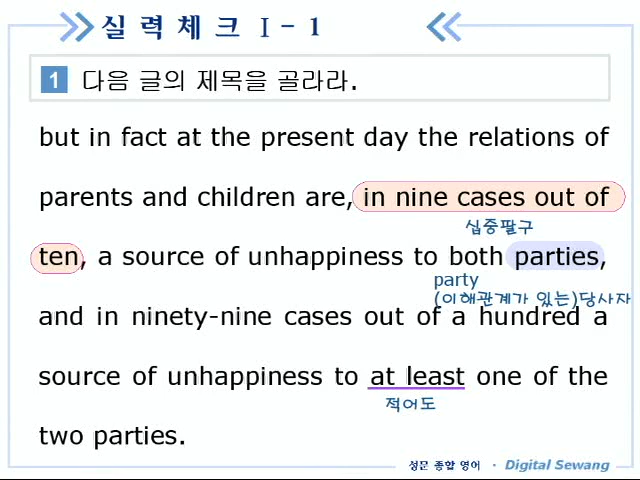 실 력 체 크 I - 1
1 다음 글의 제목을 골라라.
but in fact at the present day the relations of
parents and children are, in nine cases out of
십중팔구
ten, a source of unhappiness to both parties,
party
(이해관계가 있는)당사자
and in ninety-nine cases out of a hundred a
source of unhappiness to at least one of the
적어도
two parties.
성문 종합 영어 · Digital Sewang